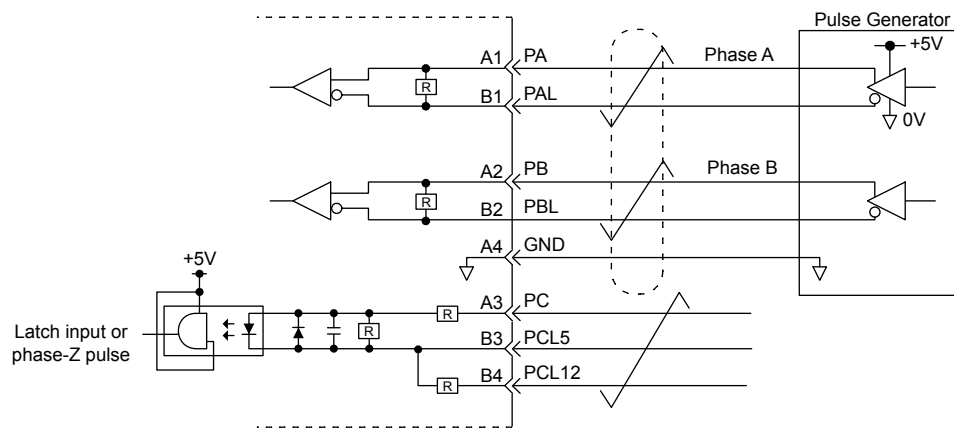 Pulse Generator
+5V
A1 PA Phase A
R
B1 PAL
0V
A2 PB Phase B
R
B2 PBL
A4 GND
+5V
A3 PC
R
Latch input or
phase-Z pulse
R
B3 PCL5
B4 PCL12
R